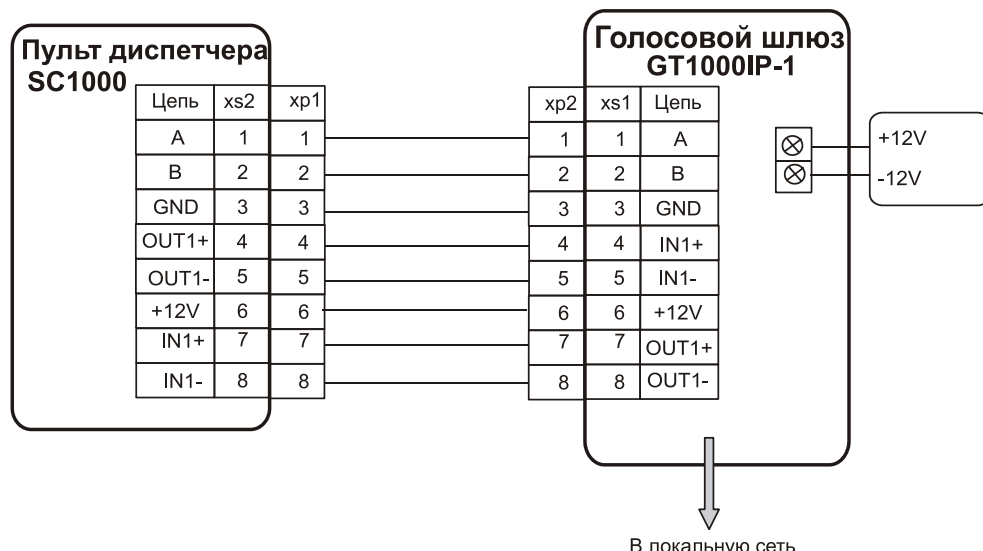 Пульт диспетчера
SC1000
Голосовой шлюз
GT1000IP-1
Цепь xs2 xp1 xp2 xs1 Цепь
A 1 1 1 1 A
B 2 2 2 2 B
GND 3 3 3 3 GND
OUT1+ 4 4 4 4 IN1+
OUT1- 5 5 5 5 IN1-
+12V 6 6 6 6 +12V
IN1+ 7 7 7 7 OUT1+
IN1- 8 8 8 8 OUT1-
+12V
-12V
В локальную сеть